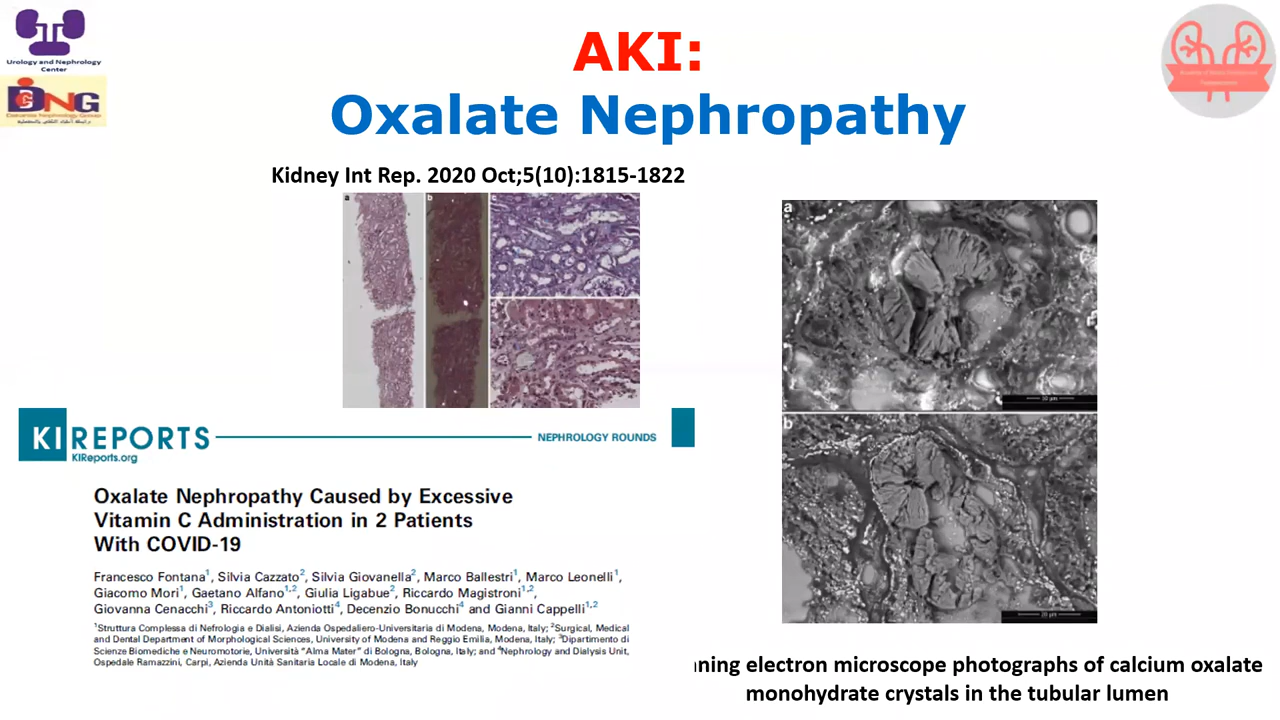 Urology and Nephrology
Center
DNG
AKI:
Oxalate Nephropathy
Kidney Int Rep. 2020 Oct;5(10):1815-1822
a
b
c
a
b
KI REPORTS
KIReports.org
NEPHROLOGY ROUNDS
Oxalate Nephropathy Caused by Excessive
Vitamin C Administration in 2 Patients
With COVID-19
Francesco Fontana1, Silvia Cazzato2, Silvia Giovanella2, Marco Ballestri1, Marco Leonelli1,
Giacomo Mori1, Gaetano Alfano1,2, Giulia Ligabue2, Riccardo Magistroni1,2,
Giovanna Cenacchi3, Riccardo Antoniotti4, Decenzio Bonucchi4 and Gianni Cappelli1,2
1Struttura Complessa di Nefrologia e Dialisi, Azienda Ospedaliero-Universitaria di Modena, Modena, Italy; 2Surgical, Medical
and Dental Department of Morphological Sciences, University of Modena and Reggio Emilia, Modena, Italy; 3Dipartimento di
Scienze Biomediche e Neuromotorie, Università "Alma Mater" di Bologna, Bologna, Italy; and 4Nephrology and Dialysis Unit,
Ospedale Ramazzini, Carpi, Azienda Unità Sanitaria Locale di Modena, Italy
ning electron microscope photographs of calcium oxalate
monohydrate crystals in the tubular lumen